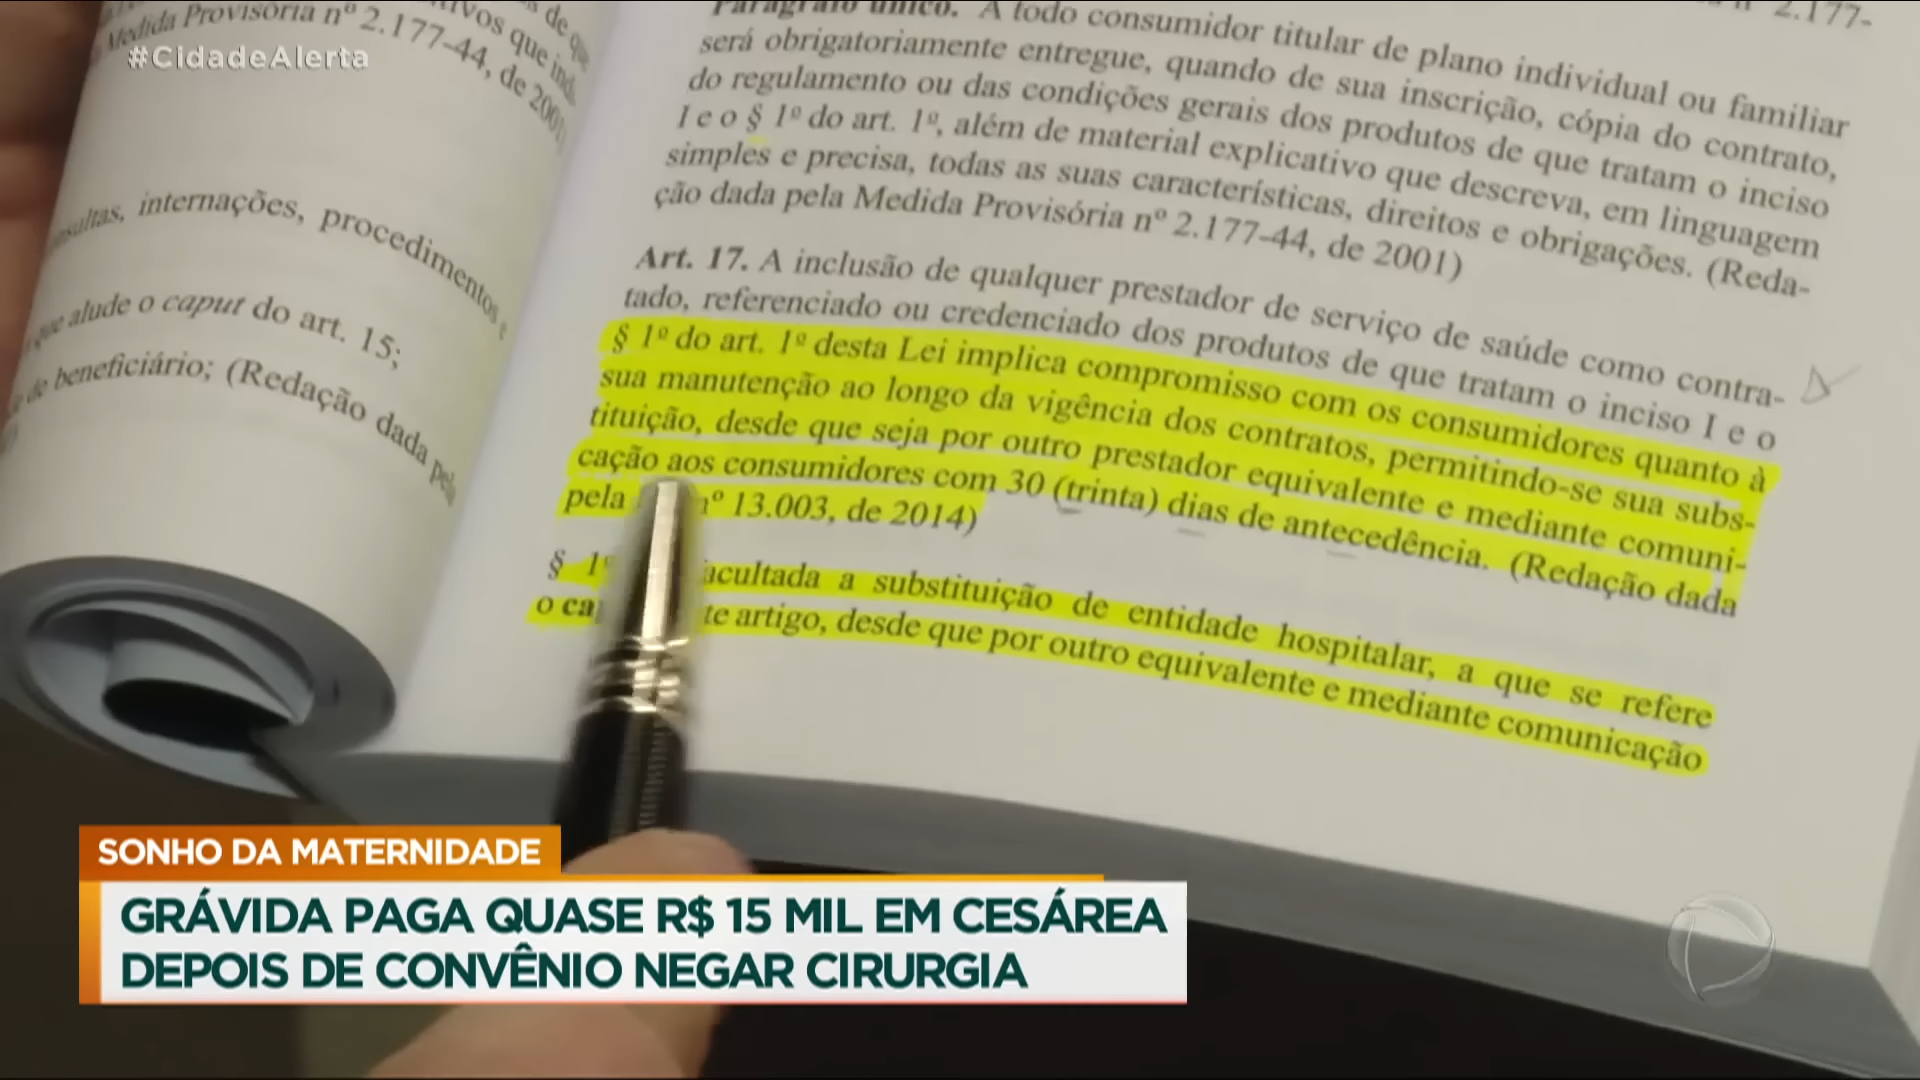 Medida Provisória nº 2.177-44, de 2001)
#CidadeAlerta
internações, procedimentos
que alude o caput do art. 15;
de beneficiário; (Redação dada pela
nº 2.177-
Parágrafo único. A todo consumidor titular de plano individual ou familiar
será obrigatoriamente entregue, quando de sua inscrição, cópia do contrato,
do regulamento ou das condições gerais dos produtos de que tratam o inciso
I e o § 1º do art. 1º, além de material explicativo que descreva, em linguagem
simples e precisa, todas as suas características, direitos e obrigações. (Reda-
ção dada pela Medida Provisória nº 2.177-44, de 2001)
Art. 17. A inclusão de qualquer prestador de serviço de saúde como contra-
tado, referenciado ou credenciado dos produtos de que tratam o inciso I e o
§ 1º do art. 1º desta Lei implica compromisso com os consumidores quanto à
sua manutenção ao longo da vigência dos contratos, permitindo-se sua subs-
tituição, desde que seja por outro prestador equivalente e mediante comuni-
cação aos consumidores com 30 (trinta) dias de antecedência. (Redação dada
pela nº 13.003, de 2014)
§ 1º acultada a substituição de entidade hospitalar, a que se refere
o ca te artigo, desde que por outro equivalente e mediante comunicação
SONHO DA MATERNIDADE
GRÁVIDA PAGA QUASE R$ 15 MIL EM CESÁREA
DEPOIS DE CONVÊNIO NEGAR CIRURGIA